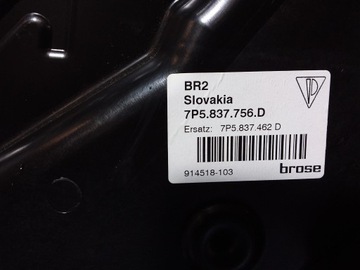 BR2
Slovakia
7P5.837.756.D
Ersatz: 7P5.837.462 D
914518-103
brose